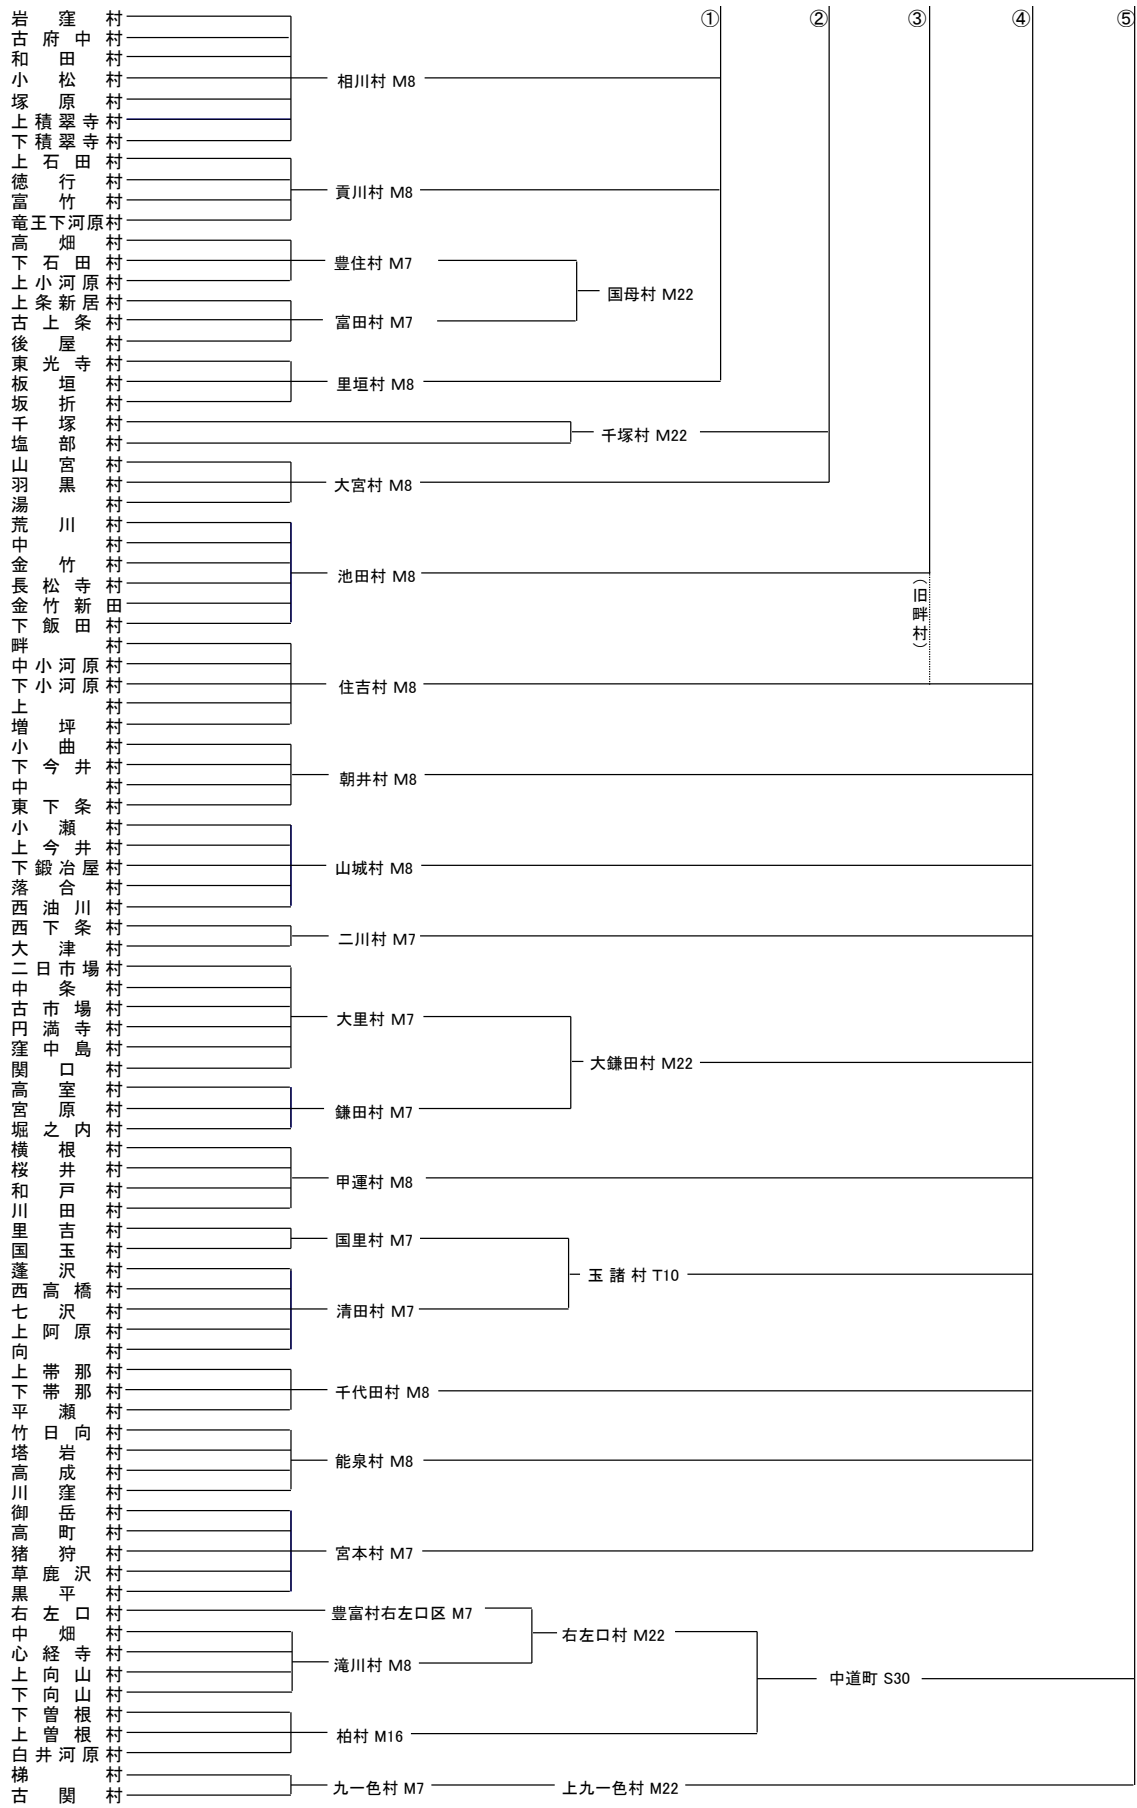 ① ② ③ ④ ⑤
岩窪村
古府中村
和田村
小松村
塚原村
上積翠寺村
下積翠寺村
相川村 M8
上石田村
徳行村
富竹村
竜王下河原村
貢川村 M8
高畑村
下石田村
上小河原村
豊住村 M7
上条新居村
古上条村
後屋村
富田村 M7
国母村 M22
東光寺村
板垣村
坂折村
里垣村 M8
千塚村
塩部村
千塚村 M22
山宮村
羽黒村
湯村
大宮村 M8
荒川村
中村
金竹村
長松寺村
金竹新田
下飯田村
池田村 M8
(旧畔村)
畔村
中小河原村
下小河原村
上村
増坪村
住吉村 M8
小曲村
下今井村
中村
東下条村
朝井村 M8
小瀬村
上今井村
下鍛冶屋村
落合村
西油川村
山城村 M8
西下条村
大津村
二川村 M7
二日市場村
中条村
古市場村
円満寺村
窪中島村
関口村
大里村 M7
高室村
宮原村
堀之内村
鎌田村 M7
大鎌田村 M22
横根村
桜井村
和戸村
川田村
甲運村 M8
里吉村
国玉村
国里村 M7
蓬沢村
西高橋村
七沢村
上阿原村
向村
清田村 M7
玉諸村 T10
上帯那村
下帯那村
平瀬村
千代田村 M8
竹日向村
塔岩村
高成村
川窪村
能泉村 M8
御岳村
高町村
猪狩村
草鹿沢村
黒平村
宮本村 M7
右左口村
豊富村右左口区 M7
中畑村
心経寺村
上向山村
下向山村
滝川村 M8
右左口村 M22
下曽根村
上曽根村
白井河原村
柏村 M16
中道町 S30
梯村
古関村
九一色村 M7
上九一色村 M22